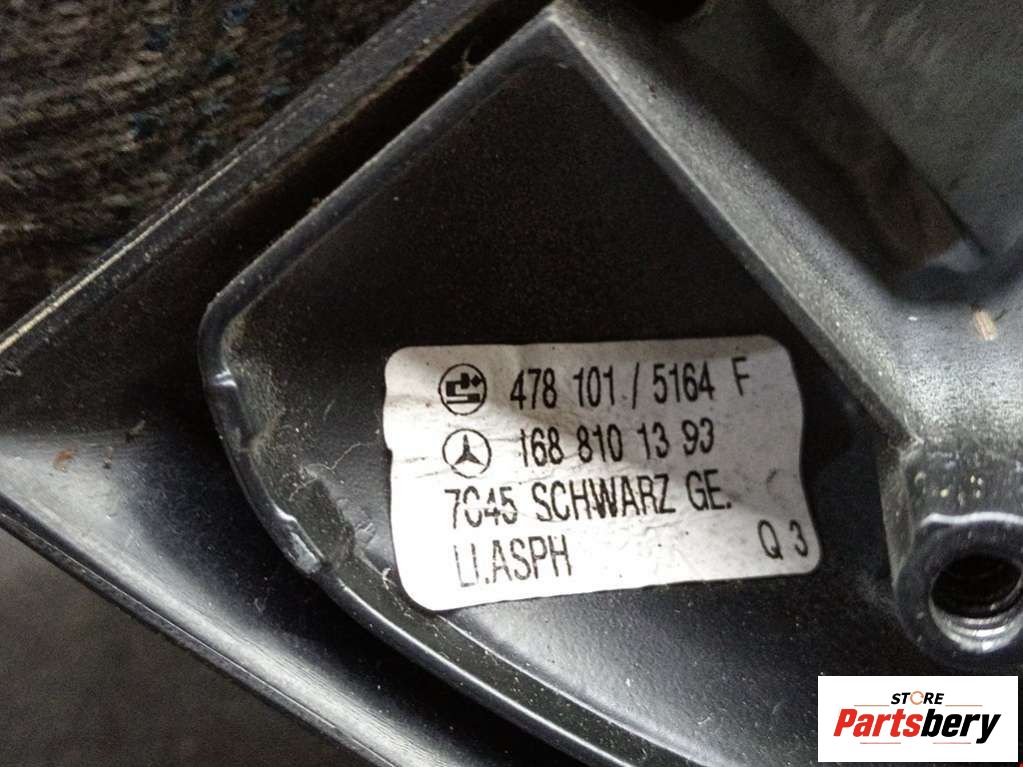 478 101 / 5164 F
168 810 13 93
7C45 SCHWARZ GE.
LI.ASPH
Q 3
STORE
Partsbery